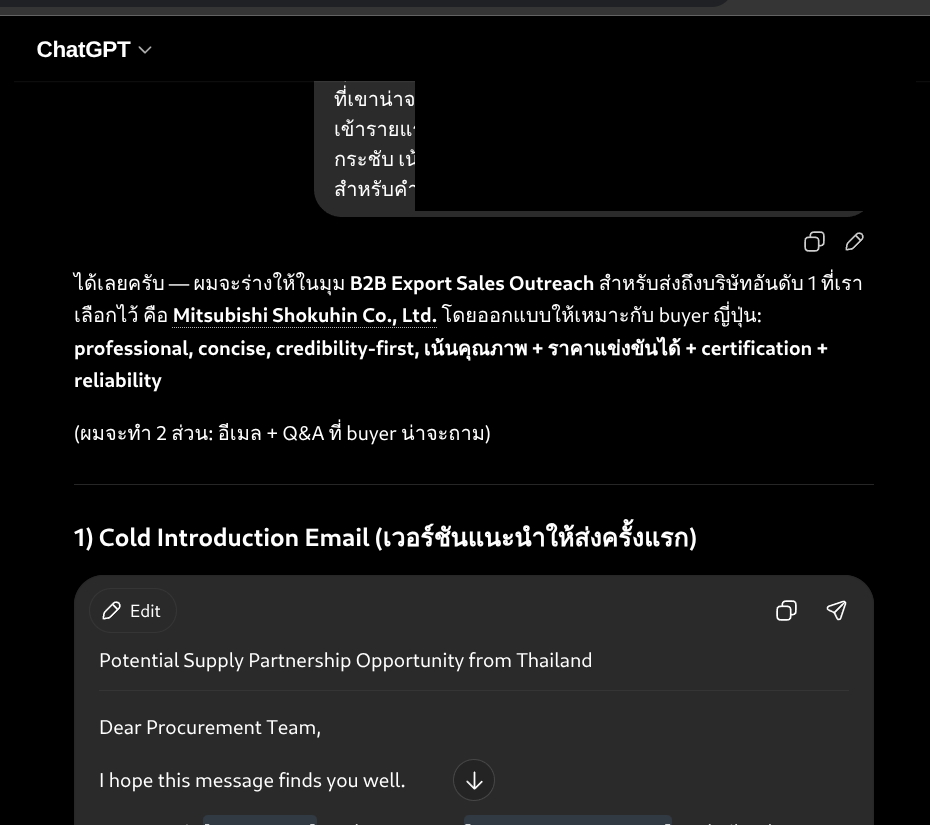 ChatGPT
ที่เขาน่าจ
เข้ารายแ
กระชับ เน้
สำหรับคำ
ได้เลยครับ — ผมจะร่างให้ในมุม B2B Export Sales Outreach สำหรับส่งถึงบริษัทอันดับ 1 ที่เรา
เลือกไว้ คือ Mitsubishi Shokuhin Co., Ltd. โดยออกแบบให้เหมาะกับ buyer ญี่ปุ่น:
professional, concise, credibility-first, เน้นคุณภาพ + ราคาแข่งขันได้ + certification +
reliability
(ผมจะทำ 2 ส่วน: อีเมล + Q&A ที่ buyer น่าจะถาม)
1) Cold Introduction Email (เวอร์ชันแนะนำให้ส่งครั้งแรก)
Edit
Potential Supply Partnership Opportunity from Thailand
Dear Procurement Team,
I hope this message finds you well.